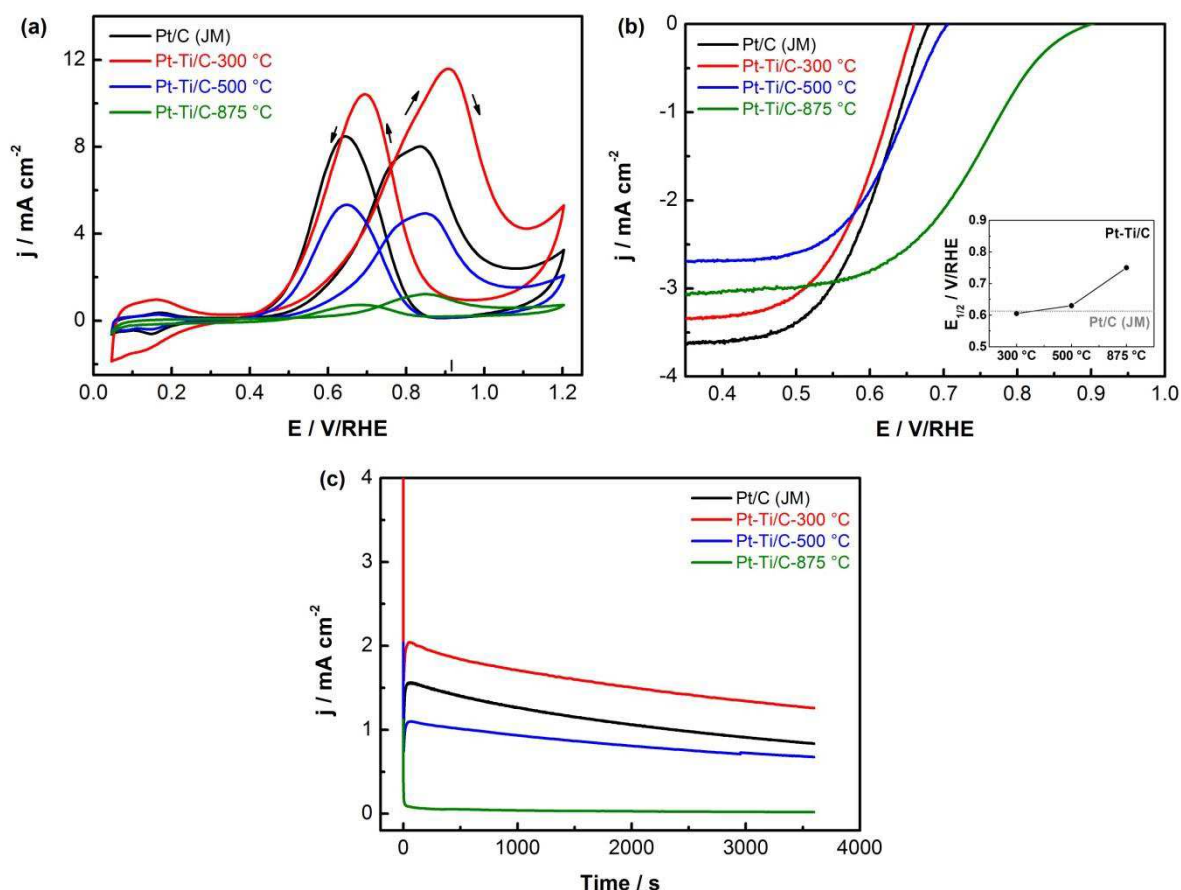 (a)
Pt/C (JM)
Pt-Ti/C-300 °C
Pt-Ti/C-500 °C
Pt-Ti/C-875 °C
12
8
4
0
j / mA cm-2
0.0 0.2 0.4 0.6 0.8 1.0 1.2
E / V/RHE
(b)
Pt/C (JM)
Pt-Ti/C-300 °C
Pt-Ti/C-500 °C
Pt-Ti/C-875 °C
0
-1
-2
-3
-4
j / mA cm-2
0.4 0.5 0.6 0.7 0.8 0.9 1.0
E / V/RHE
0.9
0.8
0.7
0.6
0.5
E1/2 / V/RHE
Pt-Ti/C
Pt/C (JM)
300 °C 500 °C 875 °C
(c)
Pt/C (JM)
Pt-Ti/C-300 °C
Pt-Ti/C-500 °C
Pt-Ti/C-875 °C
4
3
2
1
0
j / mA cm-2
0 1000 2000 3000 4000
Time / s